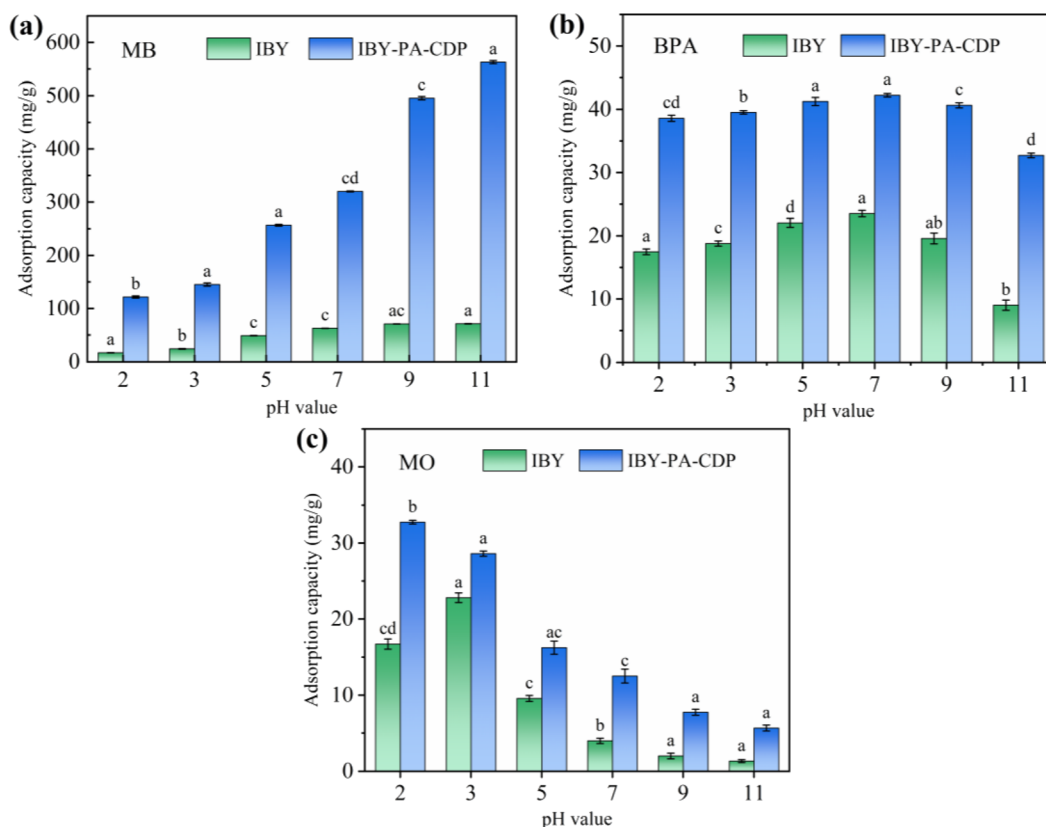 (a)
MB
IBY
IBY-PA-CDP
Adsorption capacity (mg/g)
600
500
400
300
200
100
0
a
b
b
a
c
a
c
cd
ac
c
a
a
2 3 5 7 9 11
pH value
(b)
BPA
IBY
IBY-PA-CDP
Adsorption capacity (mg/g)
50
40
30
20
10
0
a
cd
c
b
d
a
a
a
ab
c
b
d
2 3 5 7 9 11
pH value
(c)
MO
IBY
IBY-PA-CDP
Adsorption capacity (mg/g)
40
30
20
10
0
cd
b
a
a
c
ac
b
c
a
a
a
a
2 3 5 7 9 11
pH value